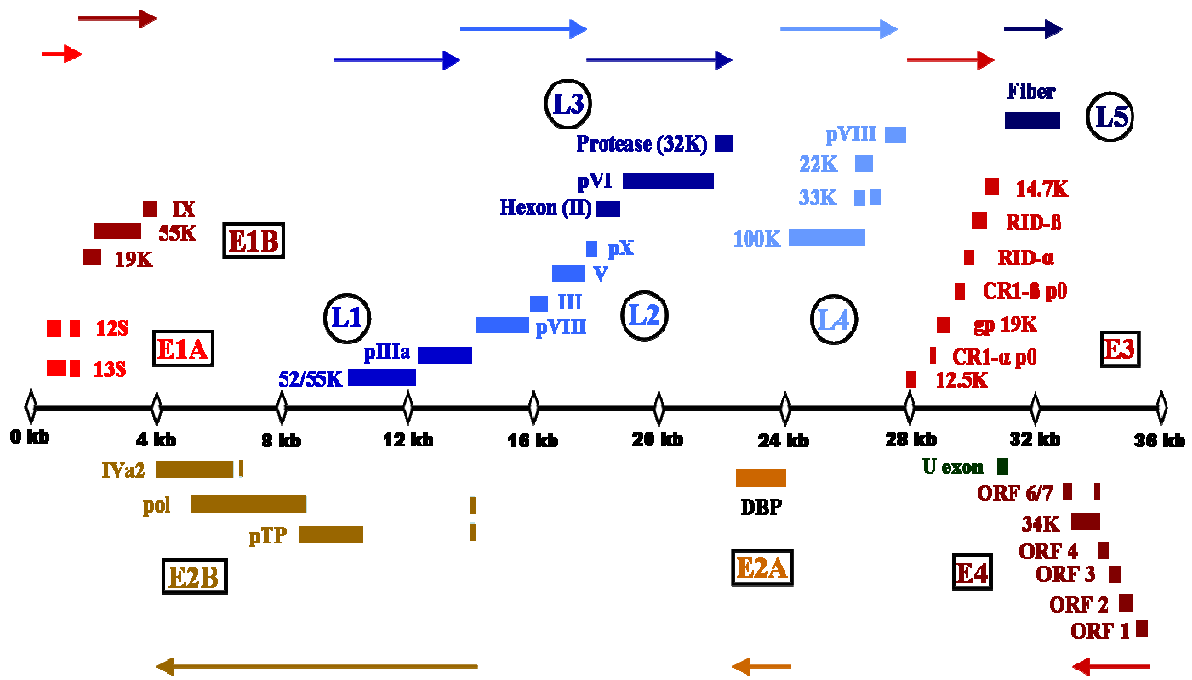 Fiber
L3
L5
pVIII
Protease (32K)
22K
pVI
14.7K
33K
IX
Hexon (II)
RID-ß
55K
E1B
100K
pX
19K
RID-α
V
CR1-ß p0
III
L1
L2
L4
12S
pVIII
gp 19K
E1A
pIIIa
CR1-α p0
E3
13S
52/55K
12.5K
0 kb
4 kb
8 kb
12 kb
16 kb
20 kb
24 kb
28 kb
32 kb
36 kb
IVa2
U exon
ORF 6/7
pol
DBP
34K
pTP
ORF 4
E2B
E2A
E4
ORF 3
ORF 2
ORF 1